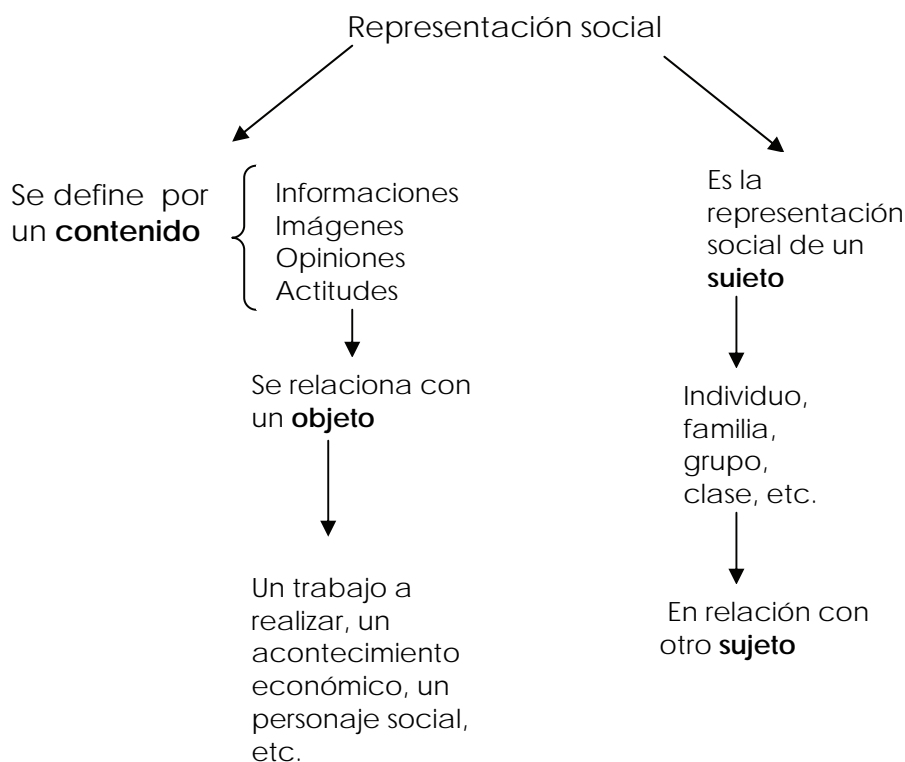 Representación social
Se define por
un contenido
Informaciones
Imágenes
Opiniones
Actitudes
Se relaciona con
un objeto
Un trabajo a
realizar, un
acontecimiento
económico, un
personaje social,
etc.
Es la
representación
social de un
sujeto
Individuo,
familia,
grupo,
clase, etc.
En relación con
otro sujeto